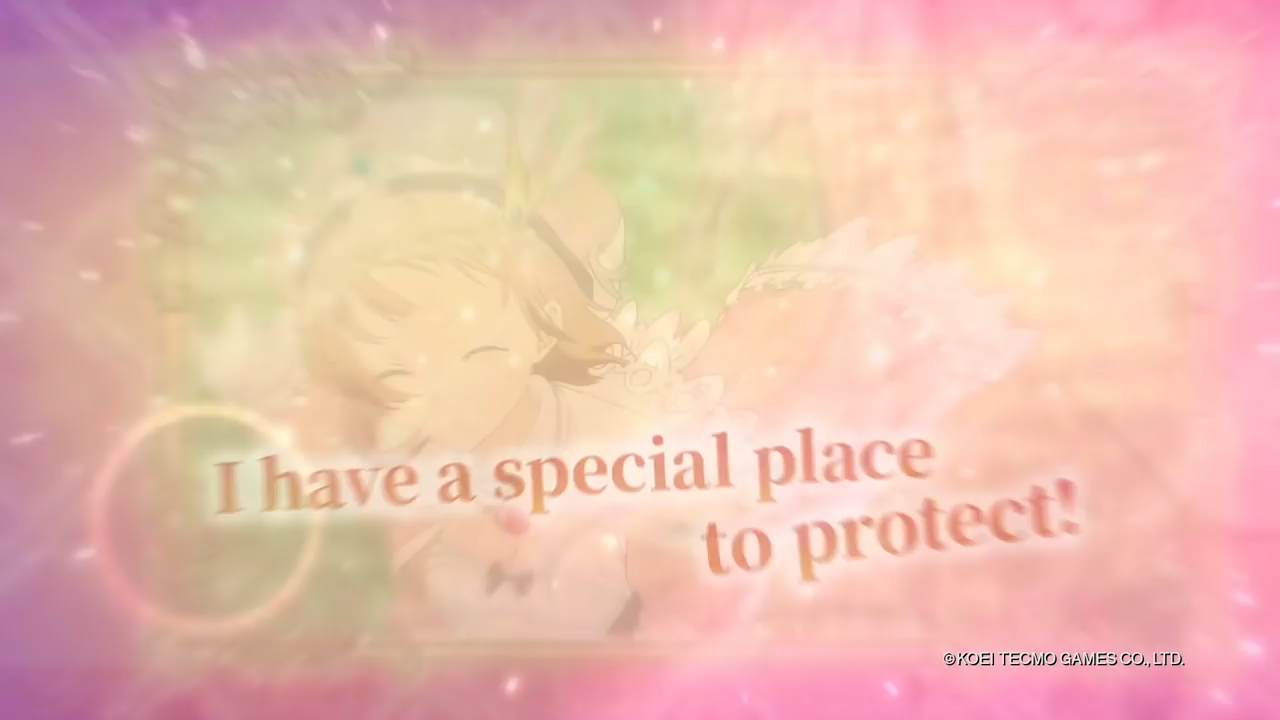 I have a special place
to protect!
©KOEI TECMO GAMES CO., LTD.